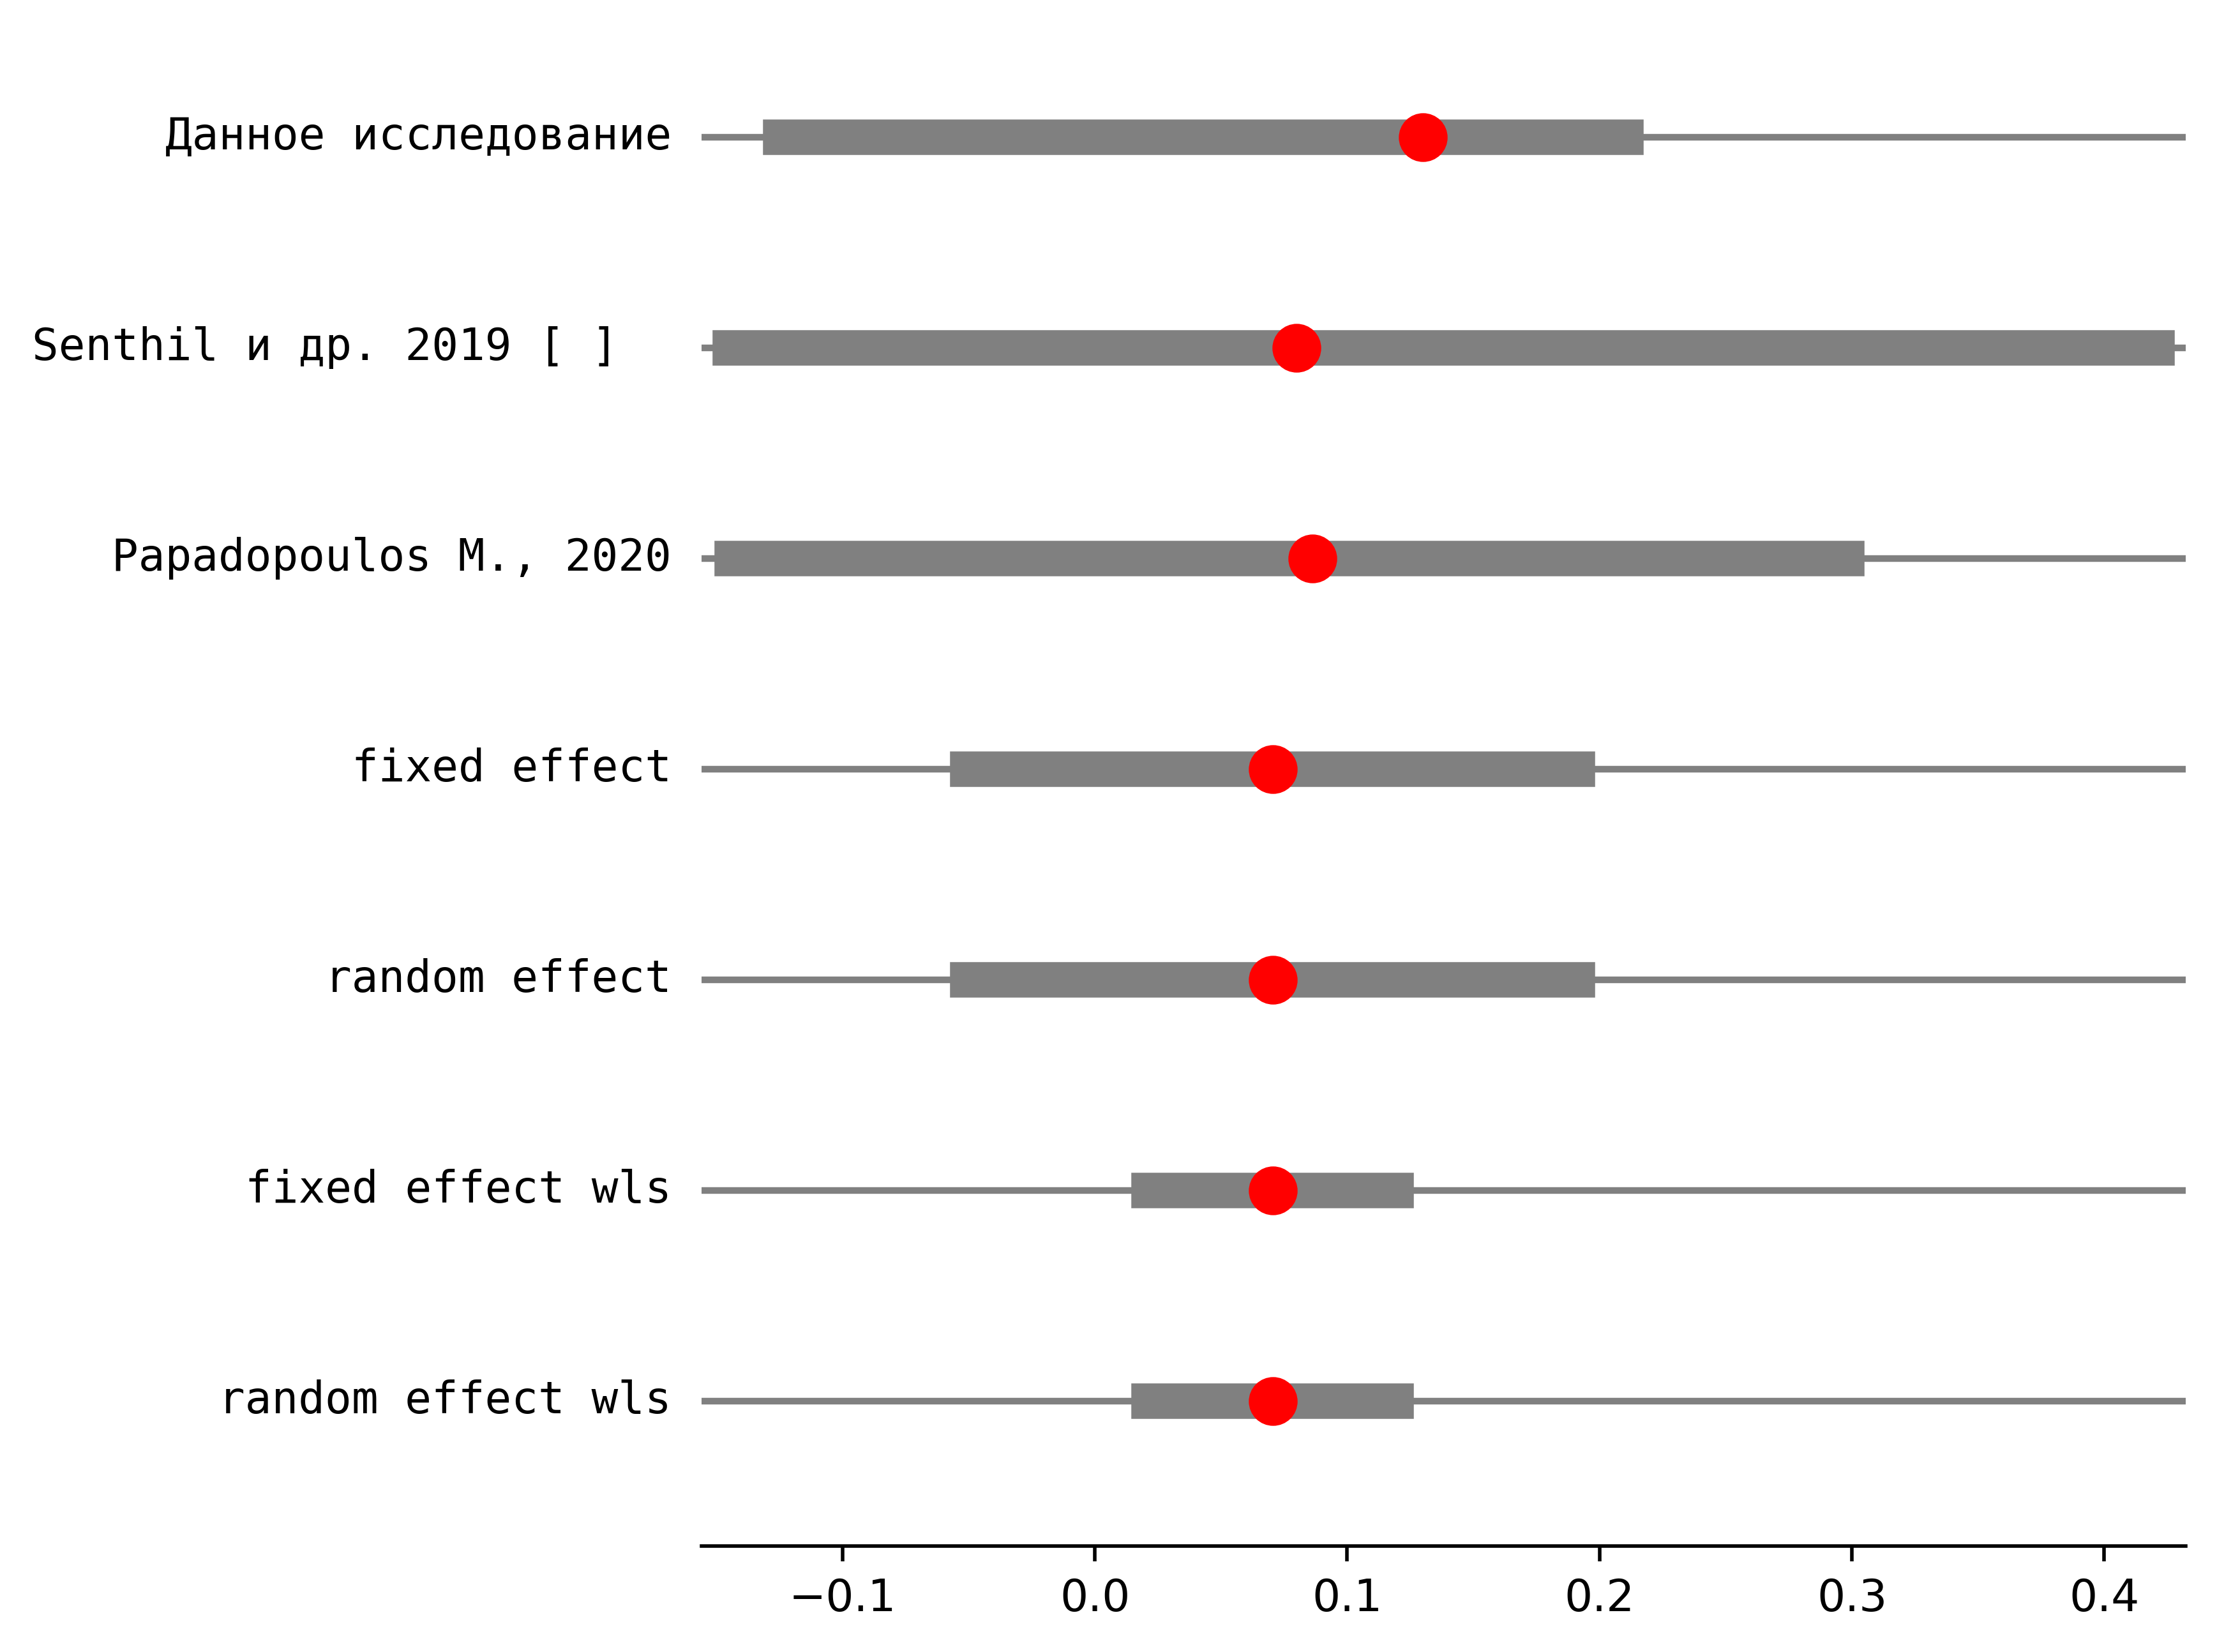 Данное исследование
Senthil и др. 2019 [ ]
Papadopoulos M., 2020
fixed effect
random effect
fixed effect wls
random effect wls
−0.1 0.0 0.1 0.2 0.3 0.4